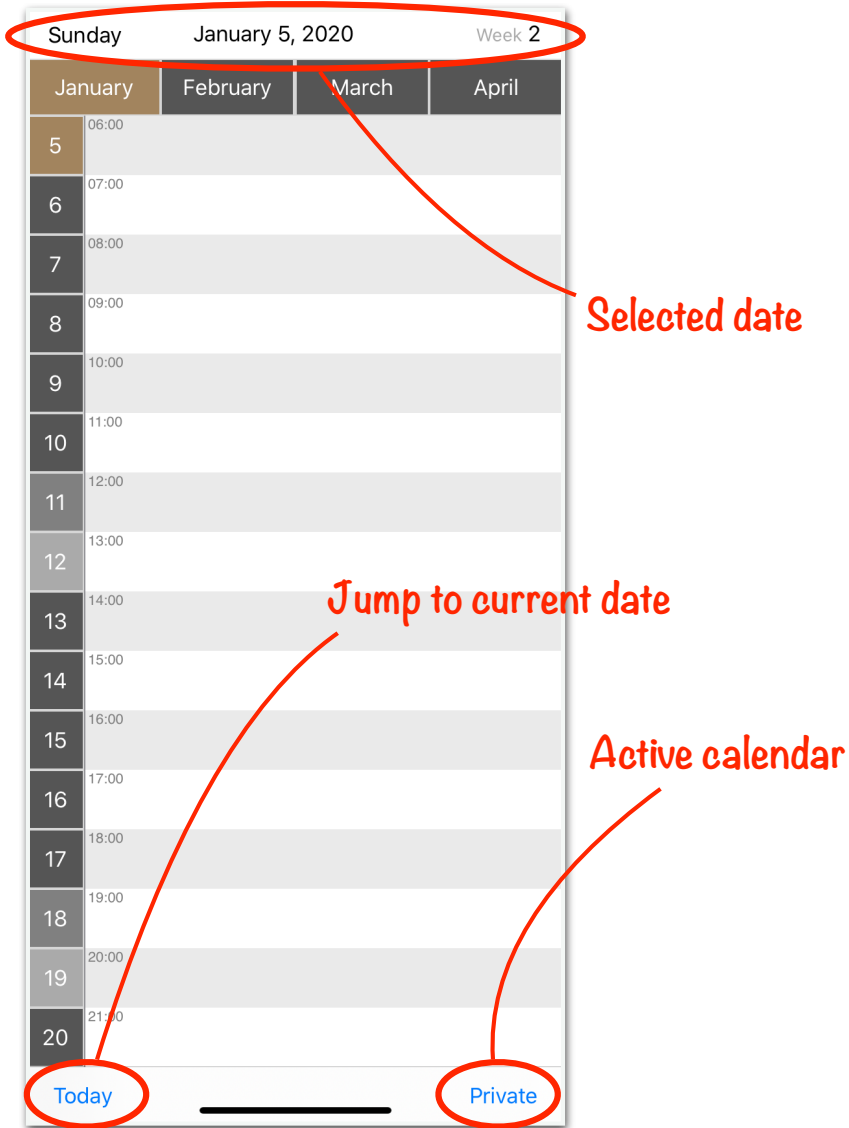 Sunday January 5, 2020 Week 2
January February March April
5 06:00
6 07:00
7 08:00
8 09:00
9 10:00
10 11:00
11 12:00
12 13:00
13 14:00
14 15:00
15 16:00
16 17:00
17 18:00
18 19:00
19 20:00
20 21:00
Selected date
Jump to current date
Active calendar
Today Private